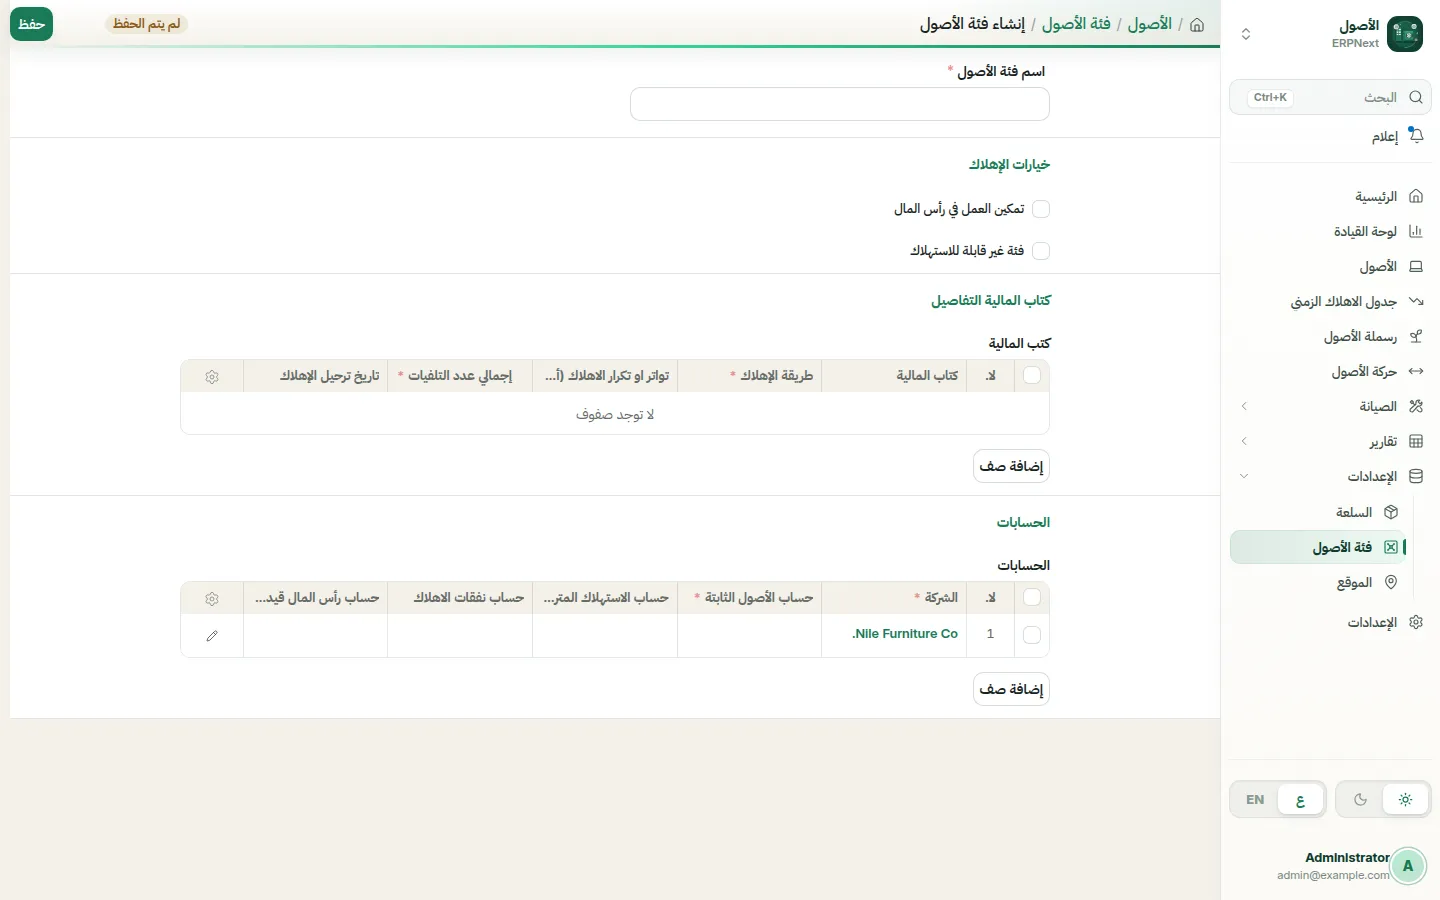 الأصول
ERPNext
البحث
Ctrl+K
إعلام
الرئيسية
لوحة القيادة
الأصول
جدول الاهلاك الزمني
رسملة الأصول
حركة الأصول
الصيانة
تقارير
الإعدادات
السلعة
فئة الأصول
الموقع
الإعدادات
ع
EN
Administrator
admin@example.com
A
الأصول / فئة الأصول / إنشاء فئة الأصول
لم يتم الحفظ
حفظ
اسم فئة الأصول *
خيارات الإهلاك
تمكين العمل في رأس المال
فئة غير قابلة للاستهلاك
كتاب المالية التفاصيل
كتب المالية
لا. كتاب المالية طريقة الإهلاك * تواتر او تكرار الاهلاك (أ... إجمالي عدد التلفيات * تاريخ ترحيل الإهلاك
لا توجد صفوف
إضافة صف
الحسابات
الحسابات
لا. الشركة * حساب الأصول الثابتة * حساب الاستهلاك المتر... حساب نفقات الاهلاك حساب رأس المال قيد...
1 Nile Furniture Co.
إضافة صف